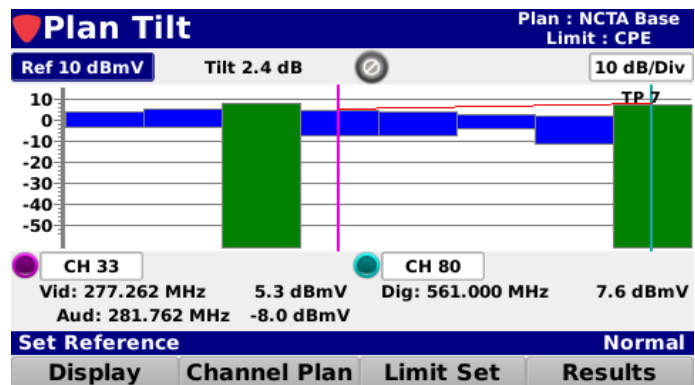 Plan Tilt
Plan : NCTA Base
Limit : CPE
Ref 10 dBmV
Tilt 2.4 dB
10 dB/Div
TP 7
10
0
-10
-20
-30
-40
-50
CH 33
CH 80
Vid: 277.262 MHz 5.3 dBmV
Dig: 561.000 MHz 7.6 dBmV
Aud: 281.762 MHz -8.0 dBmV
Set Reference
Normal
Display
Channel Plan
Limit Set
Results